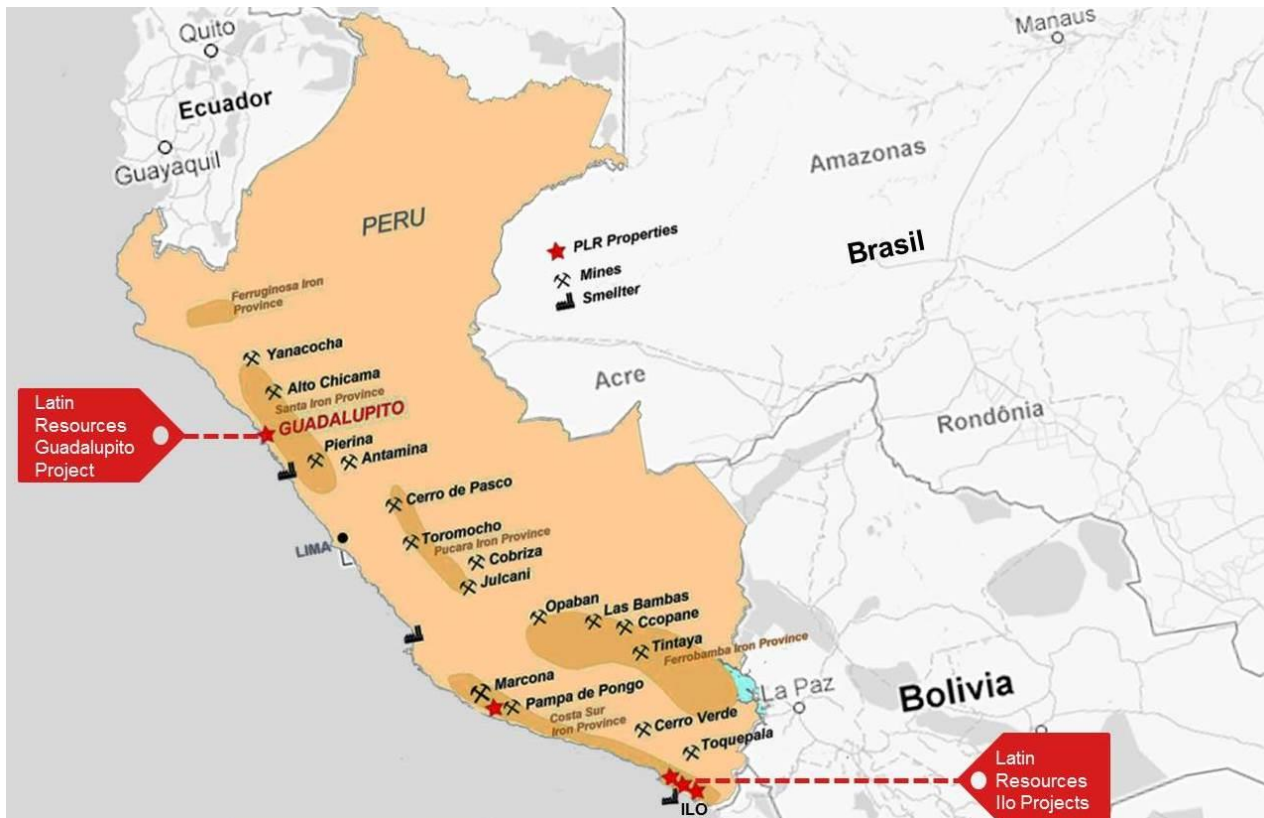 Quito
Ecuador
Guayaquil
Manaus
Amazonas
PERU
PLR Properties
Mines
Smellter
Brasil
Ferruginosa Iron
Province
Yanacocha
Alto Chicama
Santa Iron Province
GUADALUPITO
Latin
Resources
Guadalupito
Project
Pierina
Antamina
Acre
Rondônia
Cerro de Pasco
Toromocho
Pucara Iron Province
LIMA
L
Cobriza
Julcani
Opaban
Las Bambas
Ccopane
Tintaya
Ferrobamba Iron Province
Marcona
Pampa de Pongo
Costa Sur
Iron Province
La Paz
Bolivia
Cerro Verde
Toquepala
Latin
Resources
Ilo Projects
ILO